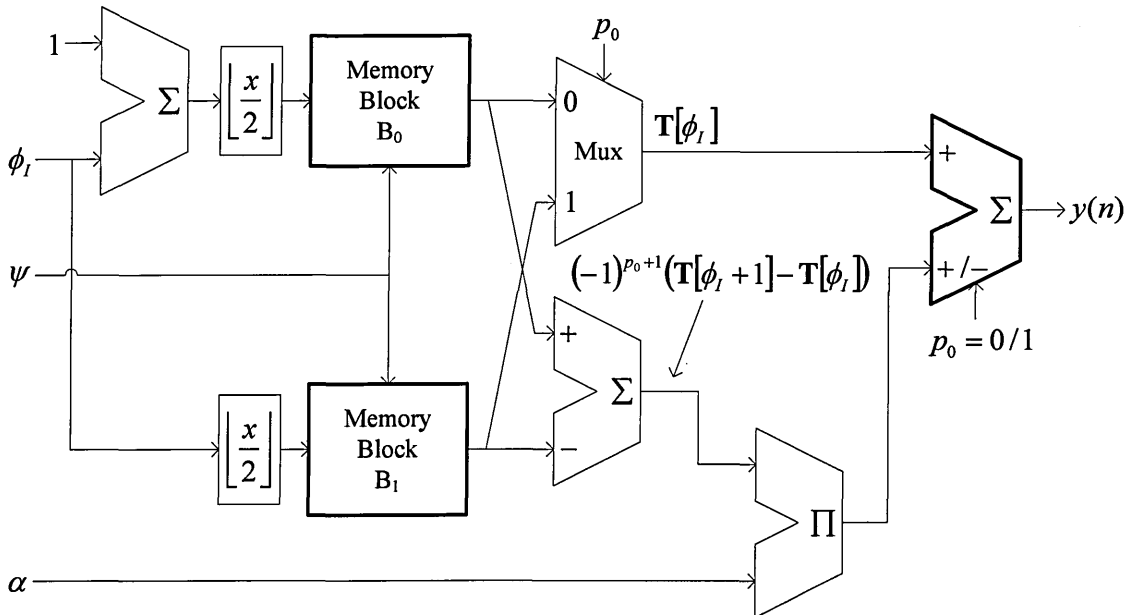 1
ϕ_I
ψ
α
Σ
⌊x/2⌋
Memory
Block
B₀
⌊x/2⌋
Memory
Block
B₁
p₀
0
Mux
1
T[ϕ_I]
(-1)^{p₀+1}(T[ϕ_I + 1] − T[ϕ_I])
+
Σ
−
Π
+
Σ
+/−
p₀ = 0/1
y(n)